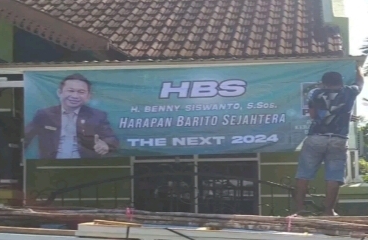 HBS
H. BENNY SISWANTO, S.Sos.
HARAPAN BARITO SEJAHTERA
THE NEXT 2024